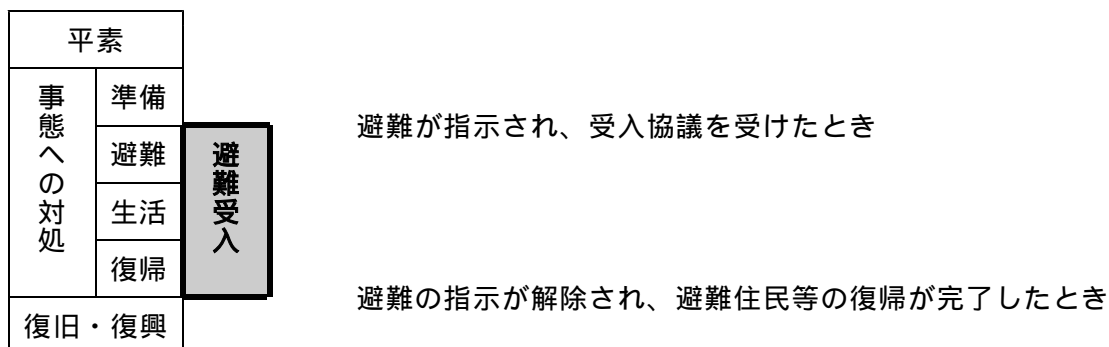 平素
事態への対処
準備
避難
生活
復帰
避難受入
復旧・復興
避難が指示され、受入協議を受けたとき
避難の指示が解除され、避難住民等の復帰が完了したとき